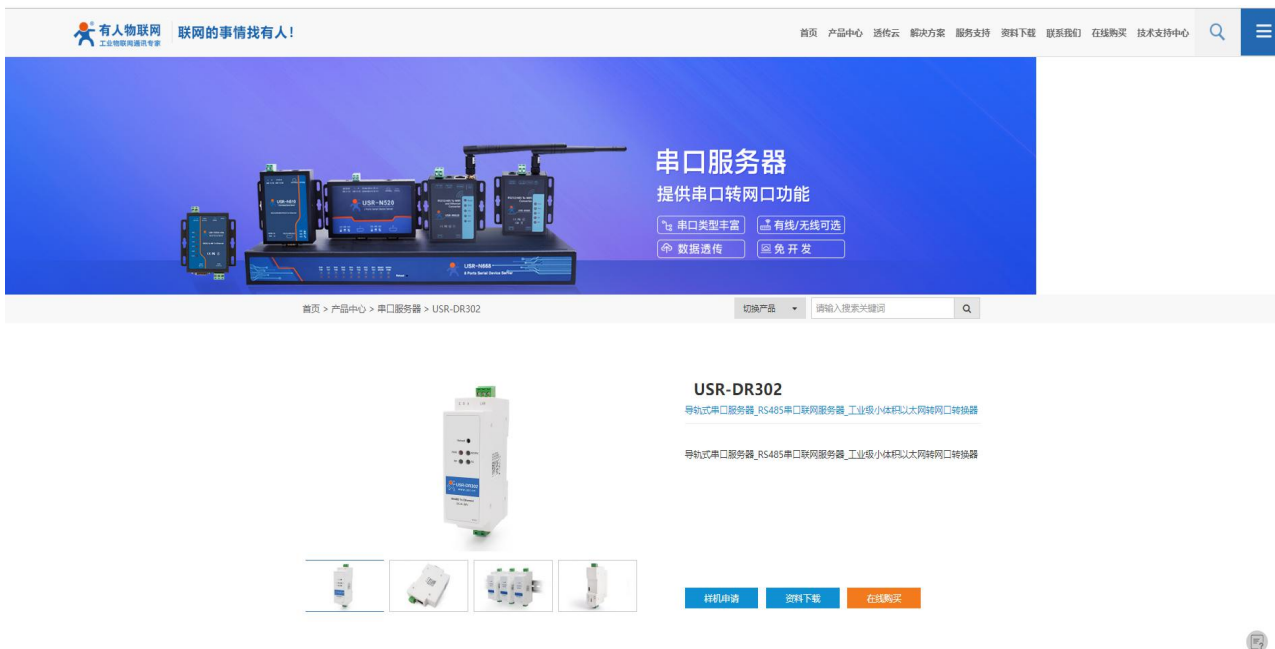 有人物联网
工业物联网通讯专家
联网的事情找有人!
首页 产品中心 透传云 解决方案 服务支持 资料下载 联系我们 在线购买 技术支持中心
串口服务器
提供串口转网口功能
串口类型丰富 有线/无线可选
数据透传 免开发
USR-N520
USR-N668
8 Ports Serial Device Server
首页 > 产品中心 > 串口服务器 > USR-DR302
切换产品 请输入搜索关键词
USR-DR302
导轨式串口服务器_RS485串口联网服务器_工业级小体积以太网转网口转换器
导轨式串口服务器_RS485串口联网服务器_工业级小体积以太网转网口转换器
USR-DR302
样机申请 资料下载 在线购买